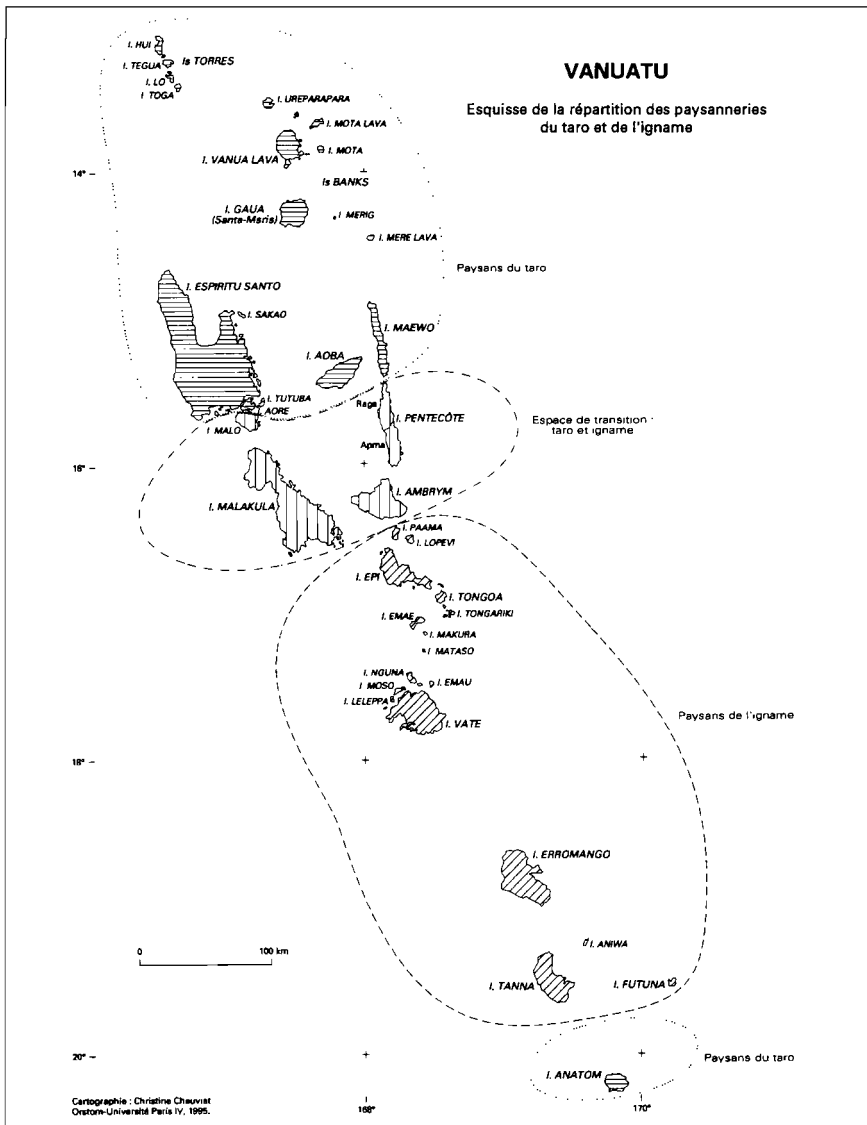 VANUATU
Esquisse de la répartition des paysanneries
du taro et de l'igname
I. HUI
I. TEGUA
Is TORRES
I. LO
I TOGA
I. UREPARAPARA
I. MOTA LAVA
I. VANUA LAVA
I. MOTA
14°
Is BANKS
I. GAUA
(Santa-Maria)
I MERIG
I. MERE LAVA
Paysans du taro
I. ESPIRITU SANTO
I. SAKAO
I. MAEWO
I. AOBA
I. TUTUBA
AORE
I MALO
Raga
I. PENTECÔTE
Espace de transition :
taro et igname
Apma
16°
I. MALAKULA
I. AMBRYM
I. PAAMA
I. LOPEVI
I. EPI
I. TONGOA
I. TONGARIKI
I. EMAE
I. MAKURA
I MATASO
I. NGUNA
I MOSO
I. EMAU
I. LELEPPA
I. VATE
Paysans de l'igname
18°
I. ERROMANGO
0 100 km
I. ANIWA
I. TANNA
I. FUTUNA
20°
Paysans du taro
I. ANATOM
Cartographie : Christine Chauviat
Orstom-Université Paris IV, 1995.
168° 170°